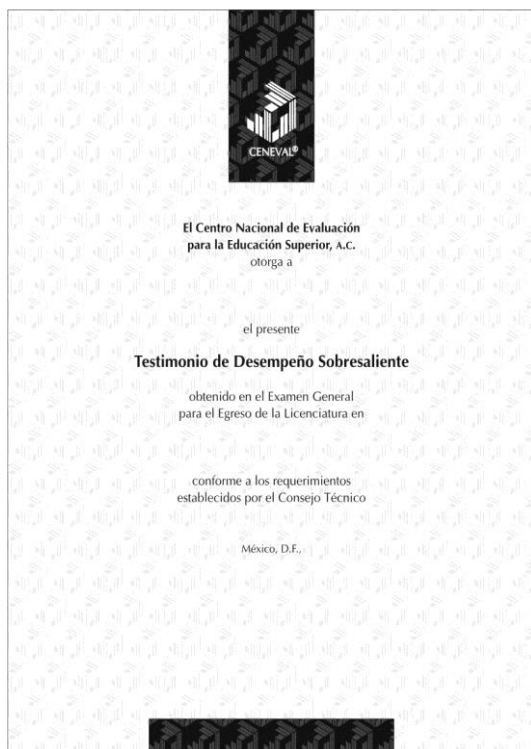 CENEVAL®
El Centro Nacional de Evaluación
para la Educación Superior, A.C.
otorga a
el presente
Testimonio de Desempeño Sobresaliente
obtenido en el Examen General
para el Egreso de la Licenciatura en
conforme a los requerimientos
establecidos por el Consejo Técnico
México, D.F.,